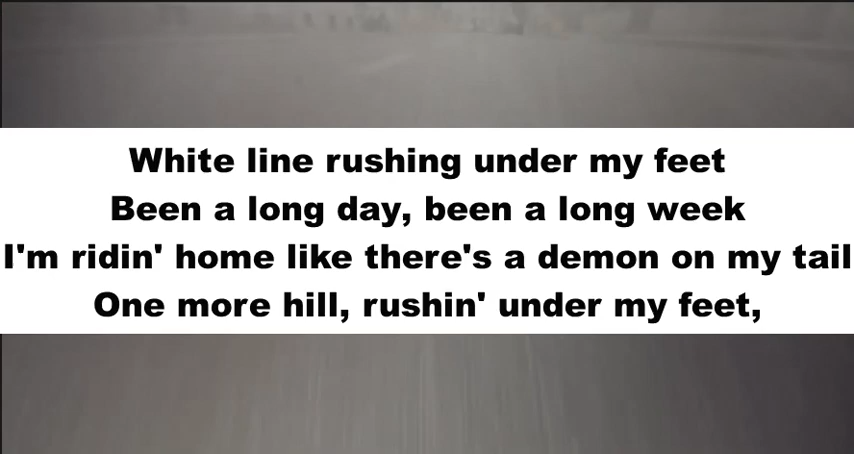 White line rushing under my feet
Been a long day, been a long week
I'm ridin' home like there's a demon on my tail
One more hill, rushin' under my feet,